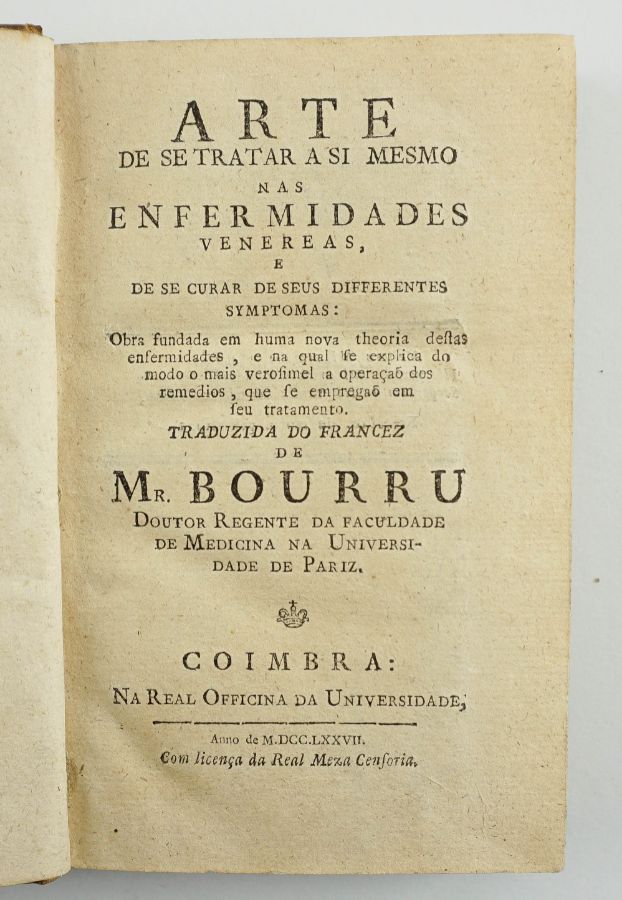 ARTE
DE SE TRATAR A SI MESMO
NAS
ENFERMIDADES
VENEREAS,
E
DE SE CURAR DE SEUS DIFFERENTES
SYMPTOMAS:
Obra fundada em huma nova theoria deſtas
enfermidades, e na qual ſe explica do
modo o mais veroſimel a operaçaõ dos
remedios, que ſe empregaõ em
ſeu tratamento.
TRADUZIDA DO FRANCEZ
DE
MR. BOURRU
DOUTOR REGENTE DA FACULDADE
DE MEDICINA NA UNIVERSI-
DADE DE PARIZ.
COIMBRA:
NA REAL OFFICINA DA UNIVERSIDADE,
Anno de M.DCC.LXXVII.
Com licença da Real Meza Cenſoria.